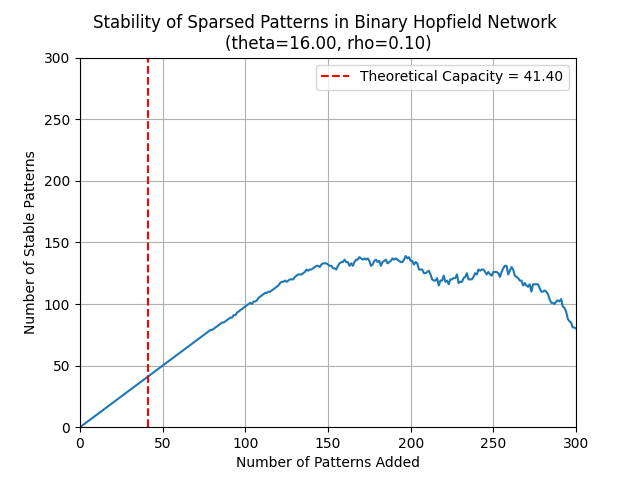 Stability of Sparsed Patterns in Binary Hopfield Network
(theta=16.00, rho=0.10)
Theoretical Capacity = 41.40
Number of Stable Patterns
300
250
200
150
100
50
0
0 50 100 150 200 250 300
Number of Patterns Added